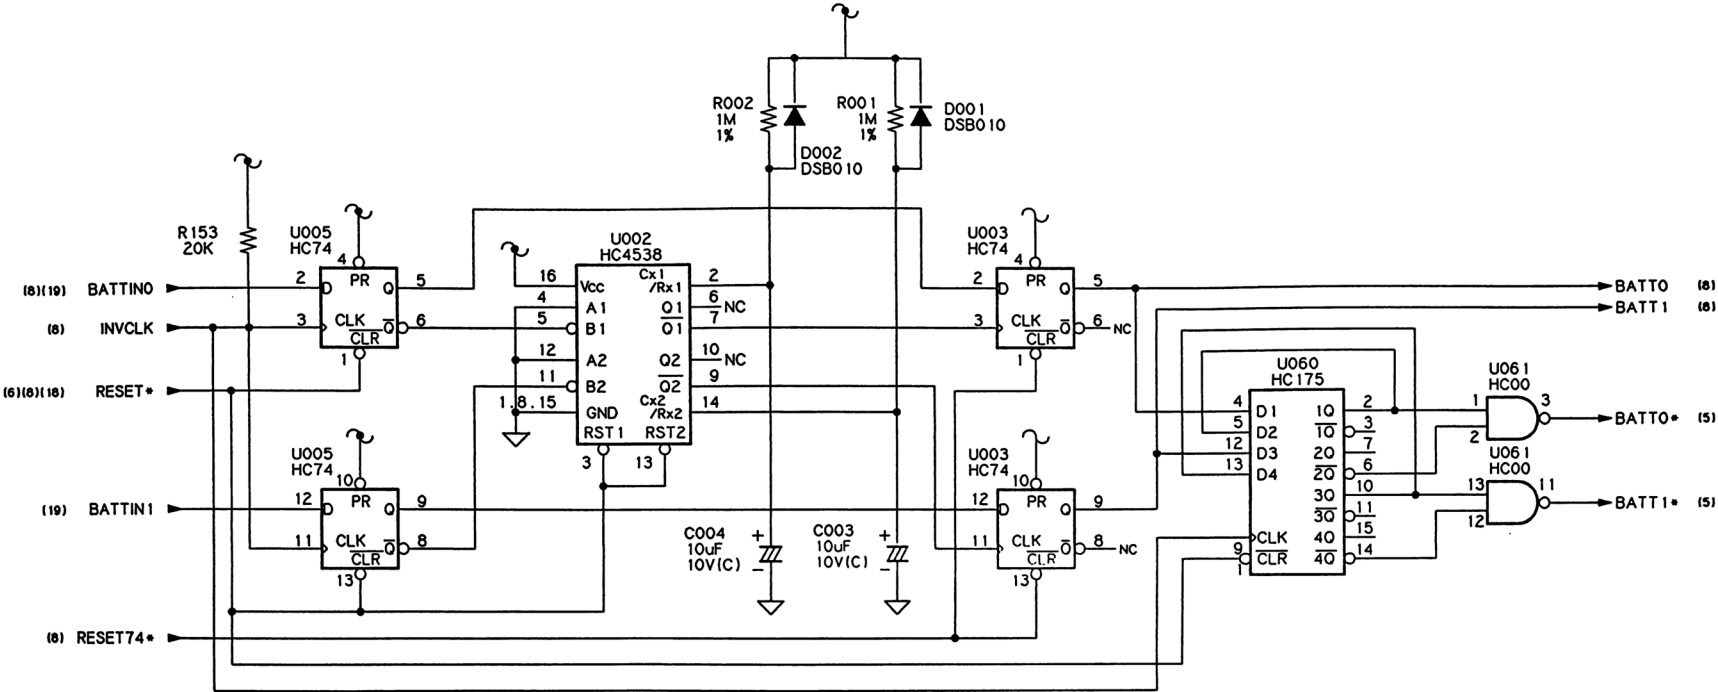 R002
1M
1%
D002
DSB010
R001
1M
1%
D001
DSB010
R153
20K
U005
HC74
4
2
D
PR
Q
5
3
CLK
Q
6
CLR
1
(8)(19) BATTIN0
(8) INVCLK
(6)(8)(18) RESET*
U002
HC4538
16
Vcc
Cx1
/Rx1
2
4
A1
Q1
6
NC
5
B1
Q1
7
12
A2
Q2
10
NC
11
B2
Q2
9
1.8.15
GND
Cx2
/Rx2
14
RST1
RST2
3
13
U003
HC74
4
2
D
PR
Q
5
3
CLK
Q
6
NC
CLR
1
BATT0 (8)
BATT1 (8)
U005
HC74
10
12
D
PR
Q
9
11
CLK
Q
8
CLR
13
(19) BATTIN1
(8) RESET74*
C004
10uF
10V(C)
+
-
C003
10uF
10V(C)
+
-
U003
HC74
10
12
D
PR
Q
9
11
CLK
Q
8
NC
CLR
13
U060
HC175
4
D1
1Q
2
5
D2
1Q
3
12
D3
2Q
7
13
D4
2Q
6
3Q
10
3Q
11
CLK
4Q
15
9
CLR
4Q
14
1
U061
HC00
1
2
3
BATT0* (5)
U061
HC00
13
12
11
BATT1* (5)